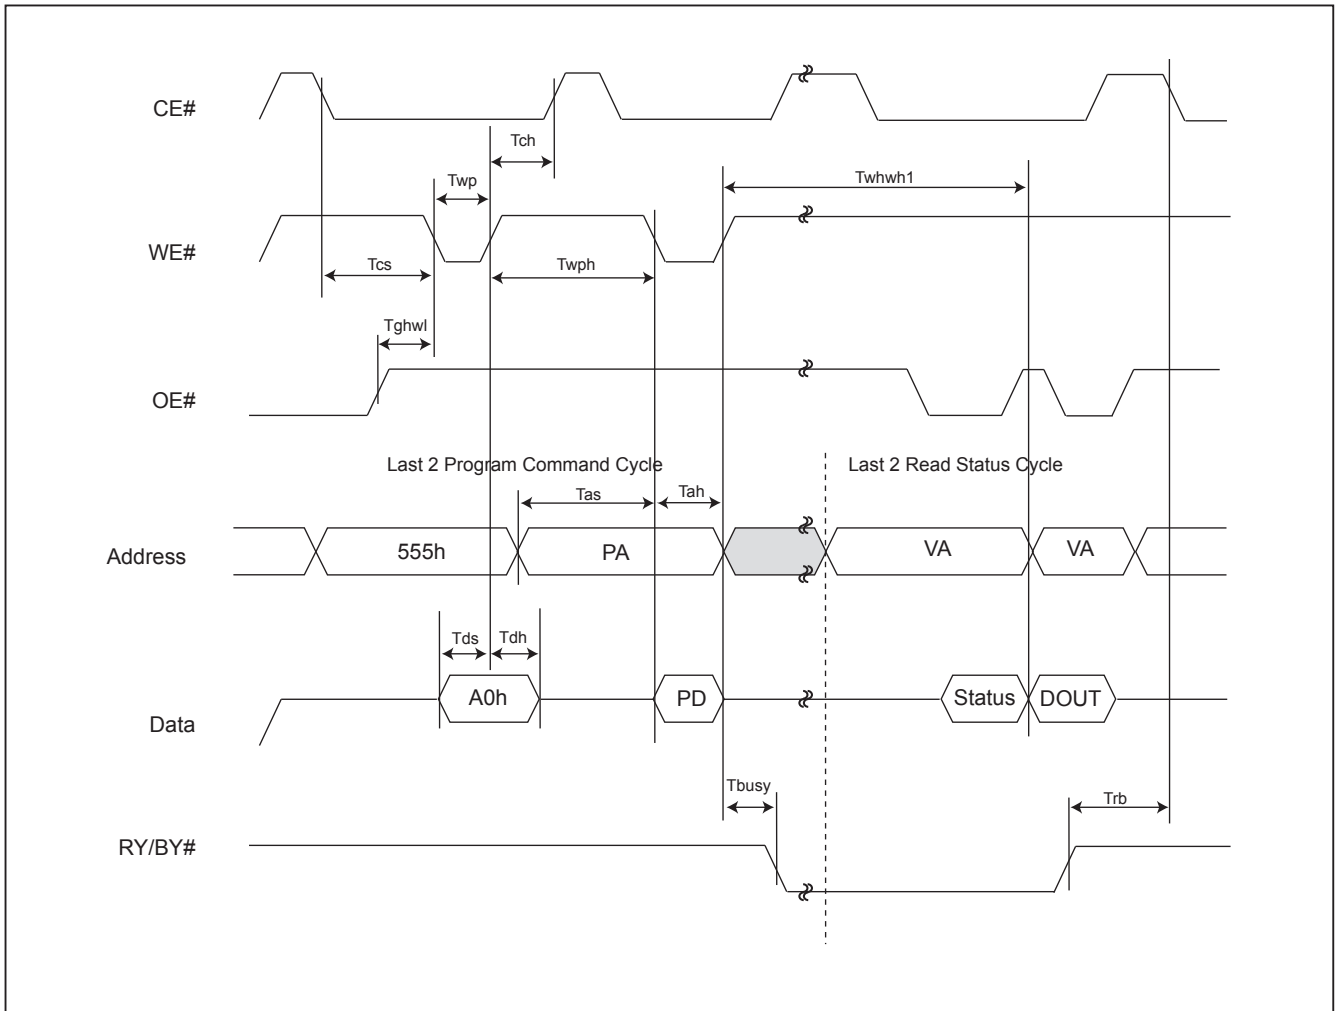 CE#
Tch
Twp
Twhwh1
WE#
Tcs
Twph
Tghwl
OE#
Last 2 Program Command Cycle
Last 2 Read Status Cycle
Tas
Tah
Address
555h
PA
VA
VA
Tds
Tdh
Data
A0h
PD
Status
DOUT
Tbusy
Trb
RY/BY#